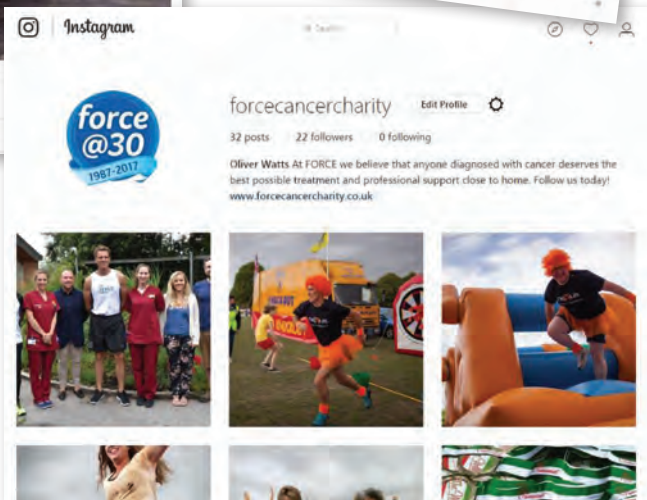 Instagram
Search
forcecancercharity Edit Profile
32 posts 22 followers 0 following
Oliver Watts At FORCE we believe that anyone diagnosed with cancer deserves the
best possible treatment and professional support close to home. Follow us today!
www.forcecancercharity.co.uk
force
@30
1987-2017